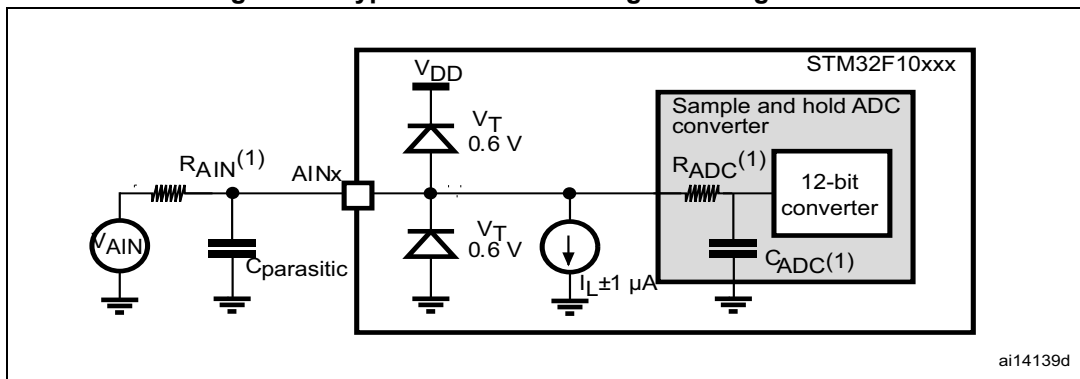 STM32F10xxx
VDD
Sample and hold ADC
converter
VT
0.6 V
RAIN(1)
AINx
RADC(1)
12-bit
converter
VAIN
Cparasitic
VT
0.6 V
IL±1 µA
CADC(1)
ai14139d